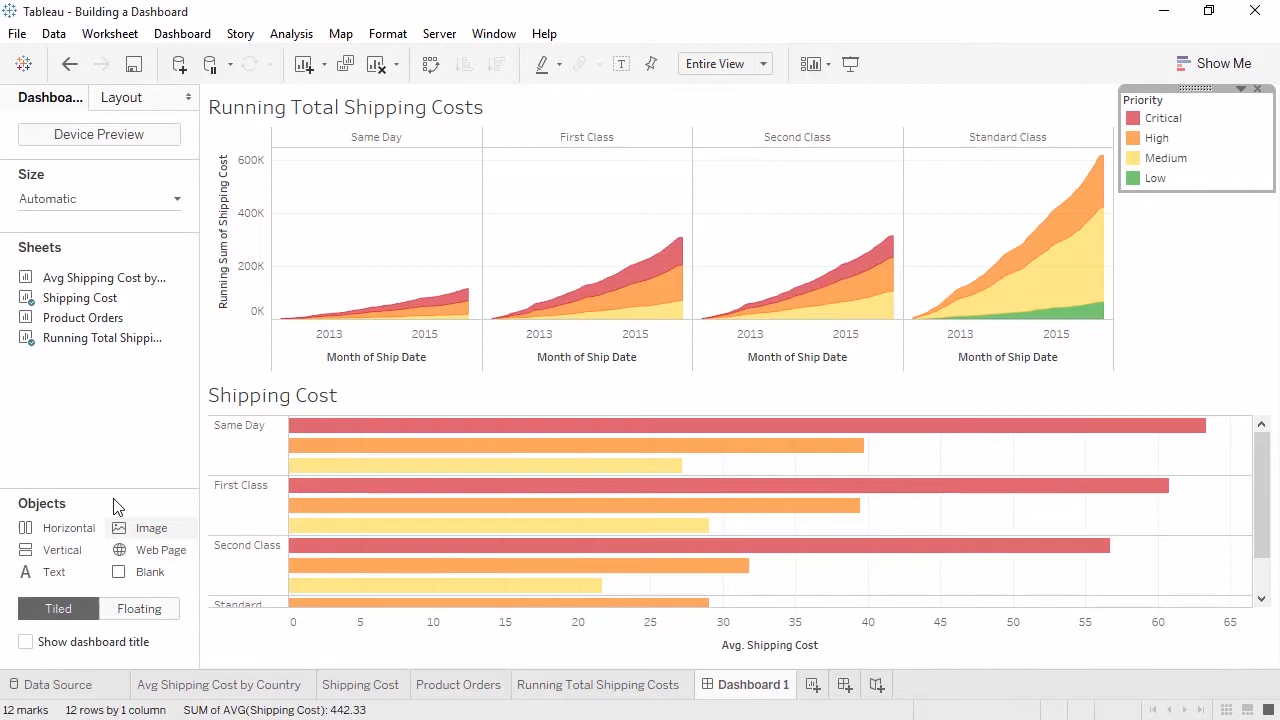 Tableau - Building a Dashboard
File Data Worksheet Dashboard Story Analysis Map Format Server Window Help
Entire View
Show Me
Dashboa... Layout
Device Preview
Size
Automatic
Sheets
Avg Shipping Cost by...
Shipping Cost
Product Orders
Running Total Shippi...
Objects
Horizontal Image
Vertical Web Page
A Text Blank
Tiled Floating
Show dashboard title
Running Total Shipping Costs
Same Day First Class Second Class Standard Class
Running Sum of Shipping Cost
600K
400K
200K
0K
2013 2015 2013 2015 2013 2015 2013 2015
Month of Ship Date Month of Ship Date Month of Ship Date Month of Ship Date
Priority
Critical
High
Medium
Low
Shipping Cost
Same Day
First Class
Second Class
Standard
0 5 10 15 20 25 30 35 40 45 50 55 60 65
Avg. Shipping Cost
Data Source Avg Shipping Cost by Country Shipping Cost Product Orders Running Total Shipping Costs Dashboard 1
12 marks 12 rows by 1 column SUM of AVG(Shipping Cost): 442.33